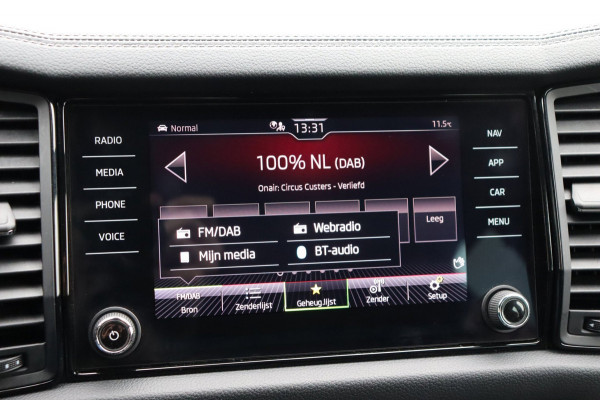 Normal
13:31
11.5°C
RADIO
MEDIA
PHONE
VOICE
NAV
APP
CAR
MENU
100% NL (DAB)
Onair: Circus Custers - Verliefd
Leeg
FM/DAB
Webradio
Mijn media
BT-audio
FM/DAB
Bron
Zenderlijst
Geheug.lijst
Zender
Setup